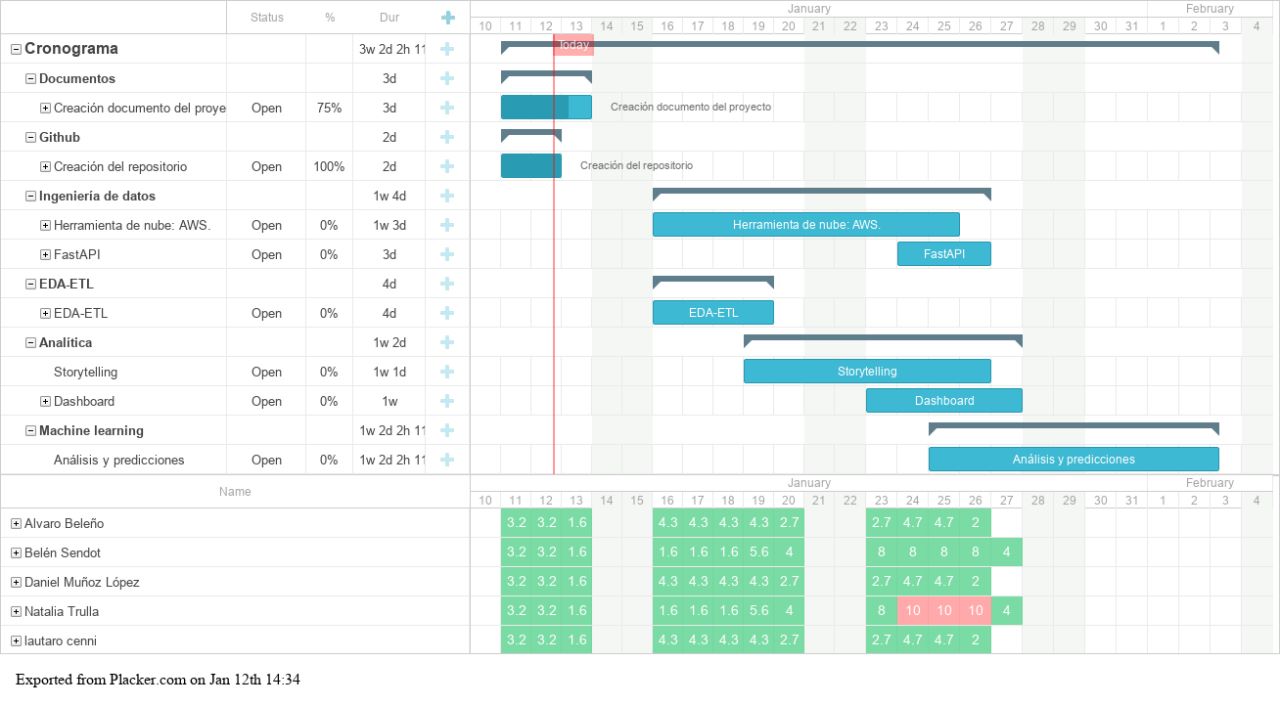 January February
Status % Dur 10 11 12 13 14 15 16 17 18 19 20 21 22 23 24 25 26 27 28 29 30 31 1 2 3 4
Cronograma 3w 2d 2h 11 Today
Documentos 3d
Creación documento del proye Open 75% 3d Creación documento del proyecto
Github 2d
Creación del repositorio Open 100% 2d Creación del repositorio
Ingeniería de datos 1w 4d
Herramienta de nube: AWS. Open 0% 1w 3d Herramienta de nube: AWS.
FastAPI Open 0% 3d FastAPI
EDA-ETL 4d
EDA-ETL Open 0% 4d EDA-ETL
Analítica 1w 2d
Storytelling Open 0% 1w 1d Storytelling
Dashboard Open 0% 1w Dashboard
Machine learning 1w 2d 2h 11
Análisis y predicciones Open 0% 1w 2d 2h 11 Análisis y predicciones
January February
Name 10 11 12 13 14 15 16 17 18 19 20 21 22 23 24 25 26 27 28 29 30 31 1 2 3 4
Alvaro Beleño 3.2 3.2 1.6 4.3 4.3 4.3 4.3 2.7 2.7 4.7 4.7 2
Belén Sendot 3.2 3.2 1.6 1.6 1.6 1.6 5.6 4 8 8 8 8 4
Daniel Muñoz López 3.2 3.2 1.6 4.3 4.3 4.3 4.3 2.7 2.7 4.7 4.7 2
Natalia Trulla 3.2 3.2 1.6 1.6 1.6 1.6 5.6 4 8 10 10 10 4
lautaro cenni 3.2 3.2 1.6 4.3 4.3 4.3 4.3 2.7 2.7 4.7 4.7 2
Exported from Placker.com on Jan 12th 14:34